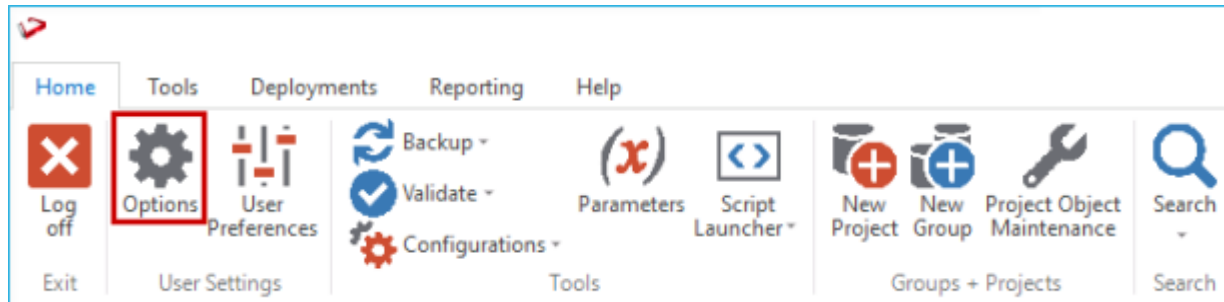 Home Tools Deployments Reporting Help
Log off
Options
User Preferences
Backup
Validate
Configurations
(x)
Parameters
Script Launcher
New Project
New Group
Project Object Maintenance
Search
Exit
User Settings
Tools
Groups + Projects
Search